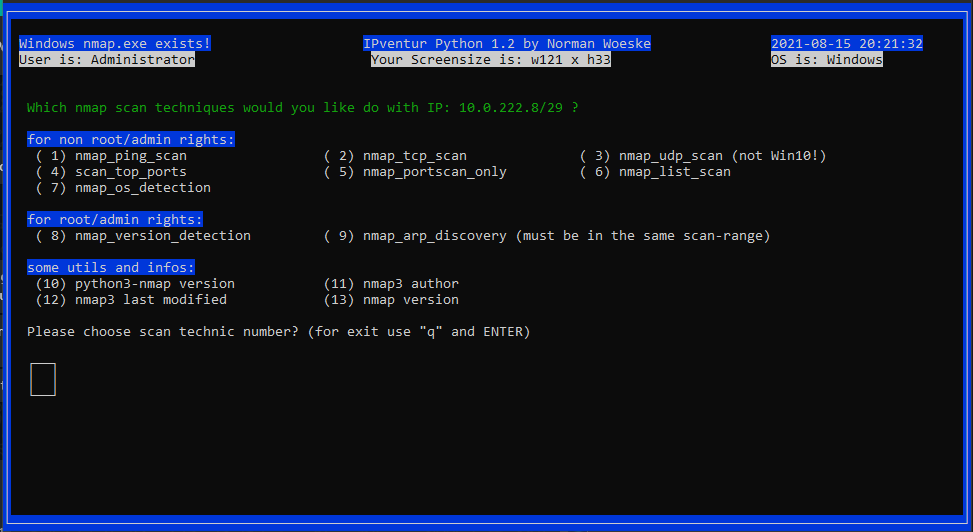 Windows nmap.exe exists! IPventur Python 1.2 by Norman Woeske 2021-08-15 20:21:32
User is: Administrator Your Screensize is: w121 x h33 OS is: Windows
Which nmap scan techniques would you like do with IP: 10.0.222.8/29 ?
for non root/admin rights:
( 1) nmap_ping_scan ( 2) nmap_tcp_scan ( 3) nmap_udp_scan (not Win10!)
( 4) scan_top_ports ( 5) nmap_portscan_only ( 6) nmap_list_scan
( 7) nmap_os_detection
for root/admin rights:
( 8) nmap_version_detection ( 9) nmap_arp_discovery (must be in the same scan-range)
some utils and infos:
(10) python3-nmap version (11) nmap3 author
(12) nmap3 last modified (13) nmap version
Please choose scan technic number? (for exit use "q" and ENTER)